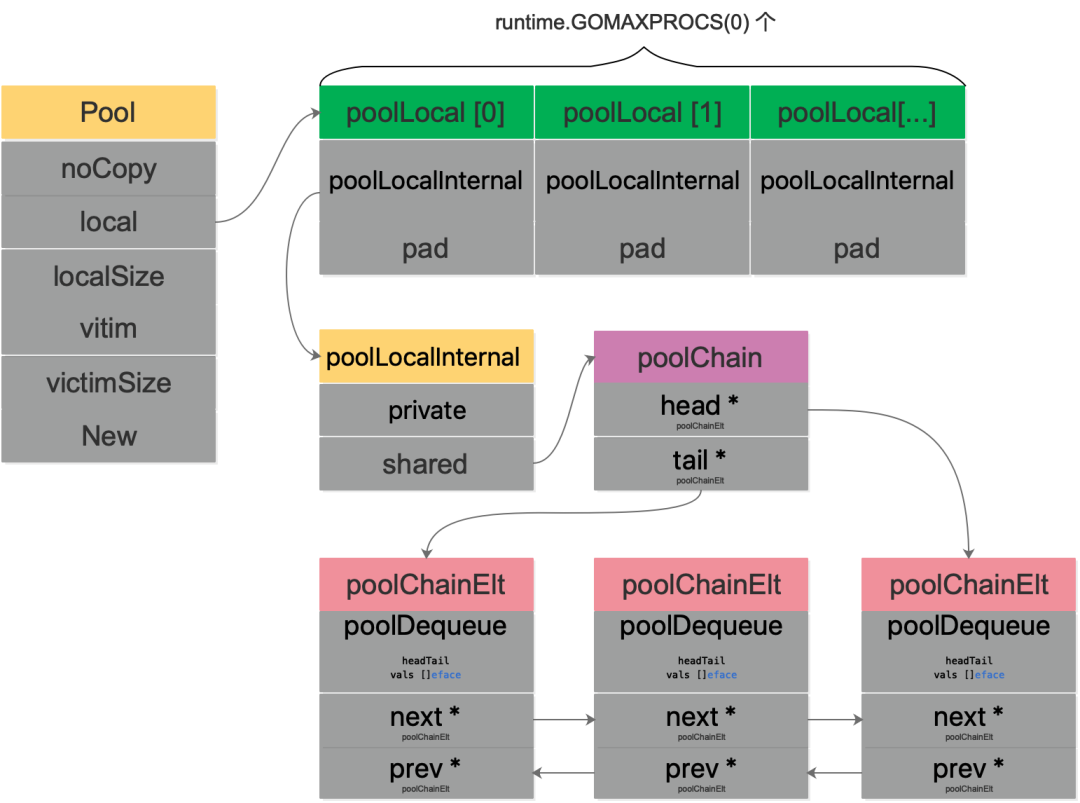 runtime.GOMAXPROCS(0) 个
Pool
noCopy
local
localSize
vitim
victimSize
New
poolLocal [0]
poolLocal [1]
poolLocal[...]
poolLocalInternal
poolLocalInternal
poolLocalInternal
pad
pad
pad
poolLocalInternal
private
shared
poolChain
head *
poolChainElt
tail *
poolChainElt
poolChainElt
poolDequeue
headTail
vals []eface
next *
poolChainElt
prev *
poolChainElt
poolChainElt
poolDequeue
headTail
vals []eface
next *
poolChainElt
prev *
poolChainElt
poolChainElt
poolDequeue
headTail
vals []eface
next *
poolChainElt
prev *
poolChainElt